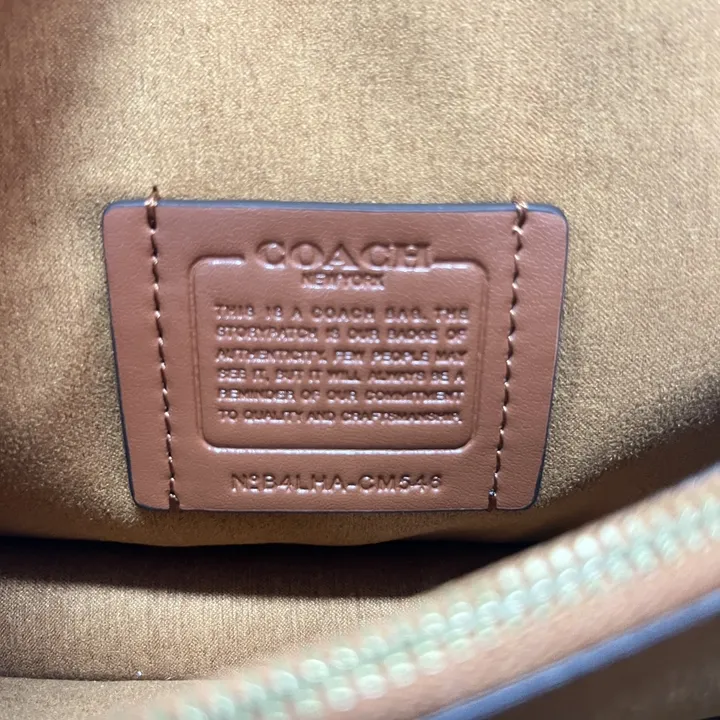 COACH
NEW YORK
THIS IS A COACH BAG. THE
STORYPATCH IS OUR BADGE OF
AUTHENTICITY. FEW PEOPLE MAY
SEE IT, BUT IT WILL ALWAYS BE A
REMINDER OF OUR COMMITMENT
TO QUALITY AND CRAFTSMANSHIP.
NºB4LHA-CM546